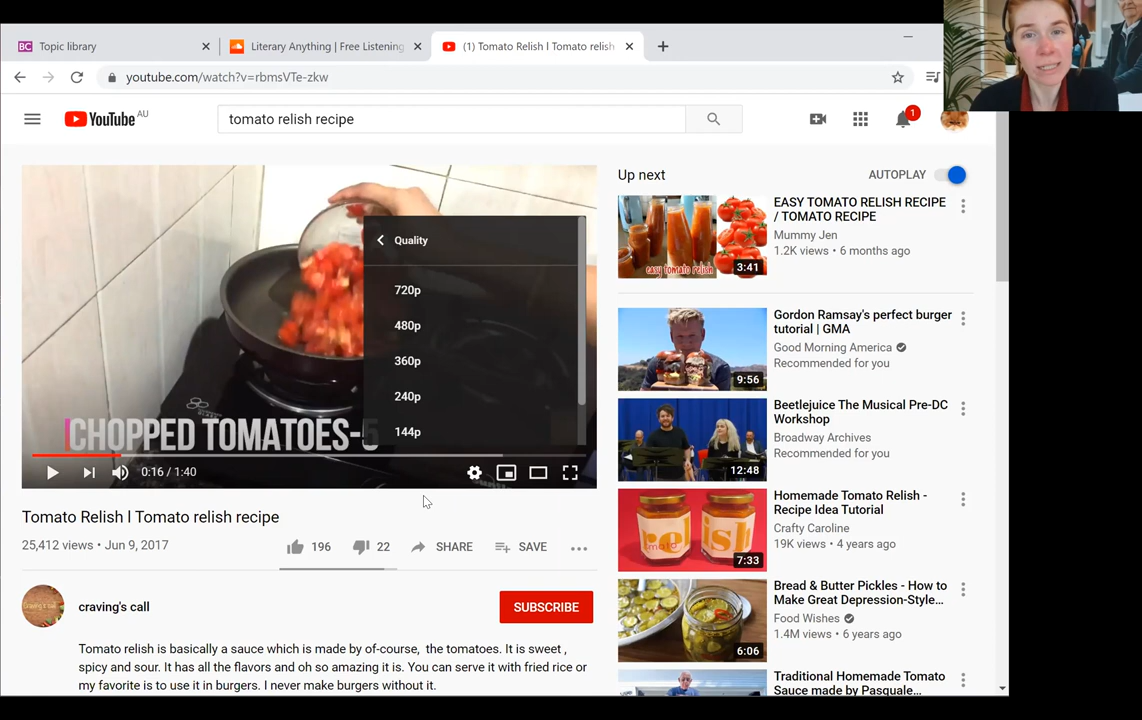 BC Topic library
Literary Anything | Free Listening
(1) Tomato Relish l Tomato relish
youtube.com/watch?v=rbmsVTe-zkw
YouTube AU
tomato relish recipe
1
Quality
720p
480p
360p
240p
144p
CHOPPED TOMATOES-5
0:16 / 1:40
Tomato Relish l Tomato relish recipe
25,412 views • Jun 9, 2017
196
22
SHARE
SAVE
craving's call
SUBSCRIBE
Tomato relish is basically a sauce which is made by of-course, the tomatoes. It is sweet ,
spicy and sour. It has all the flavors and oh so amazing it is. You can serve it with fried rice or
my favorite is to use it in burgers. I never make burgers without it.
Up next
AUTOPLAY
easy tomato relish
3:41
EASY TOMATO RELISH RECIPE
/ TOMATO RECIPE
Mummy Jen
1.2K views • 6 months ago
9:56
Gordon Ramsay's perfect burger
tutorial | GMA
Good Morning America
Recommended for you
12:48
Beetlejuice The Musical Pre-DC
Workshop
Broadway Archives
Recommended for you
rel
tomato
ish
7:33
Homemade Tomato Relish -
Recipe Idea Tutorial
Crafty Caroline
19K views • 4 years ago
6:06
Bread & Butter Pickles - How to
Make Great Depression-Style...
Food Wishes
1.4M views • 6 years ago
Traditional Homemade Tomato
Sauce made by Pasquale...